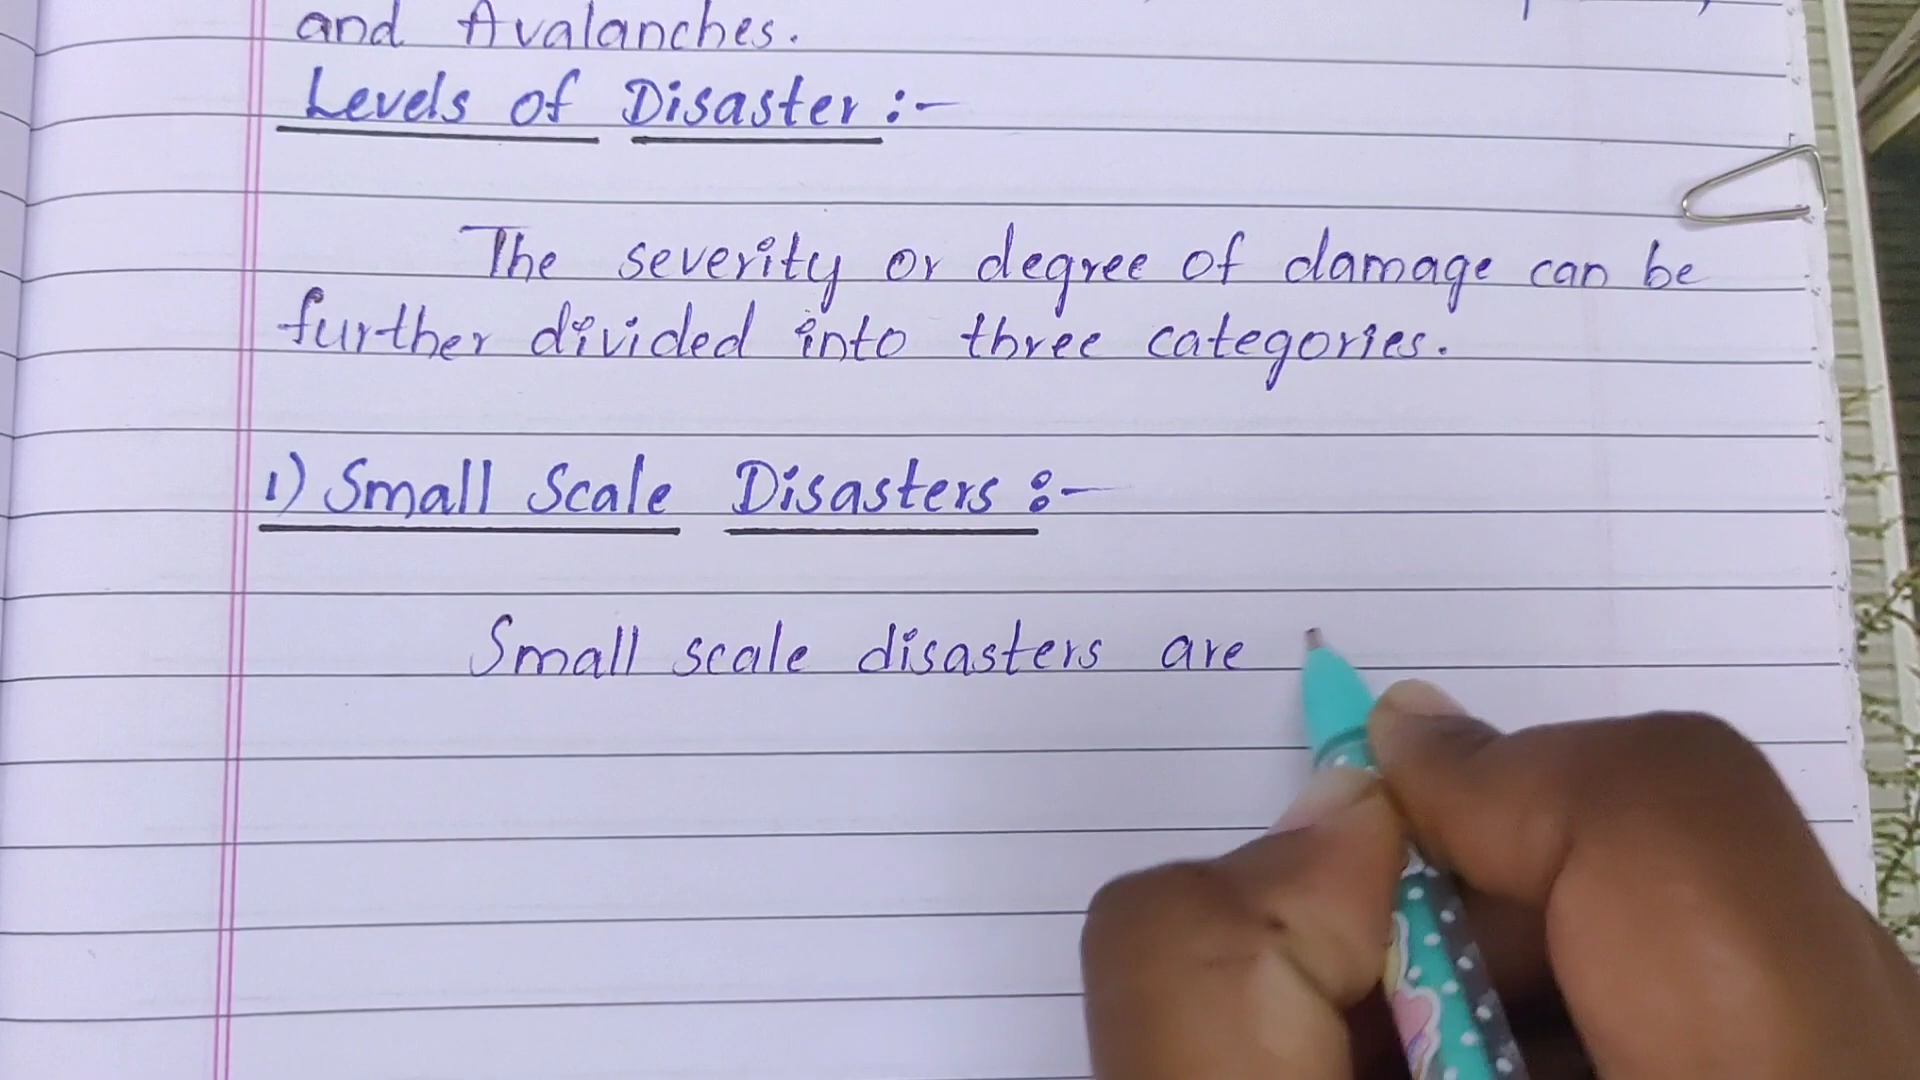 and Avalanches.
Levels of Disaster :-
The severity or degree of damage can be
further divided into three categories.
1) Small Scale Disasters :-
Small scale disasters are